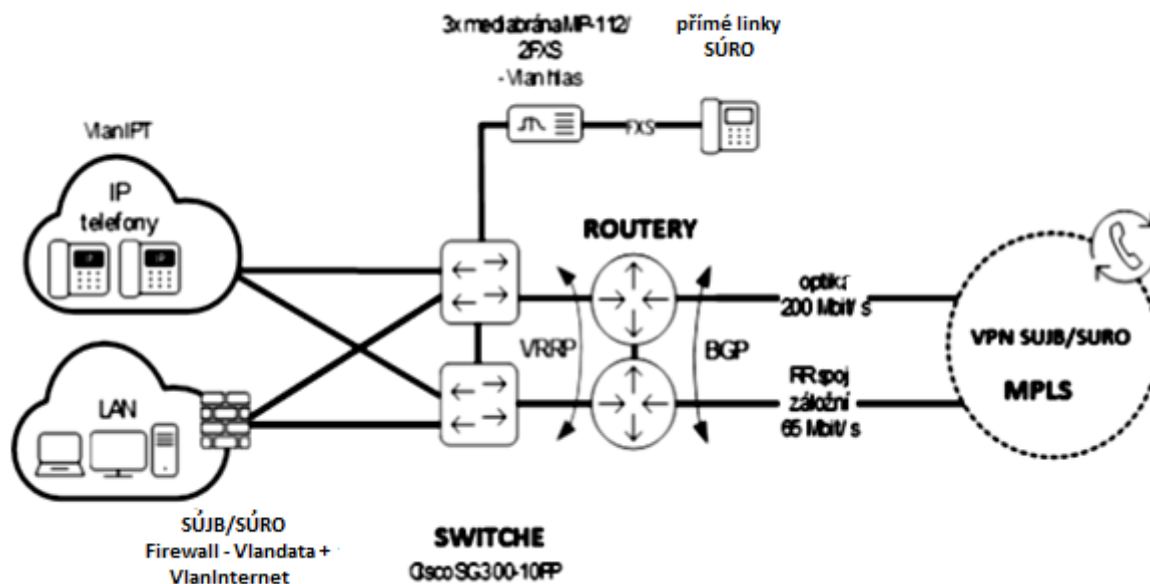 3x mediabrána MP-112/
2FXS
- Vlan hlas
přímé linky
SÚRO
FXS
Vlan IPT
IP
telefony
ROUTERY
optika
200 Mbit/s
VRRP
BGP
VPN SUJB/SURO
MPLS
RR spoj
záložní
65 Mbit/s
LAN
SÚJB/SÚRO
Firewall - Vlandata +
VlanInternet
SWITCHE
Cisco SG300-10PP